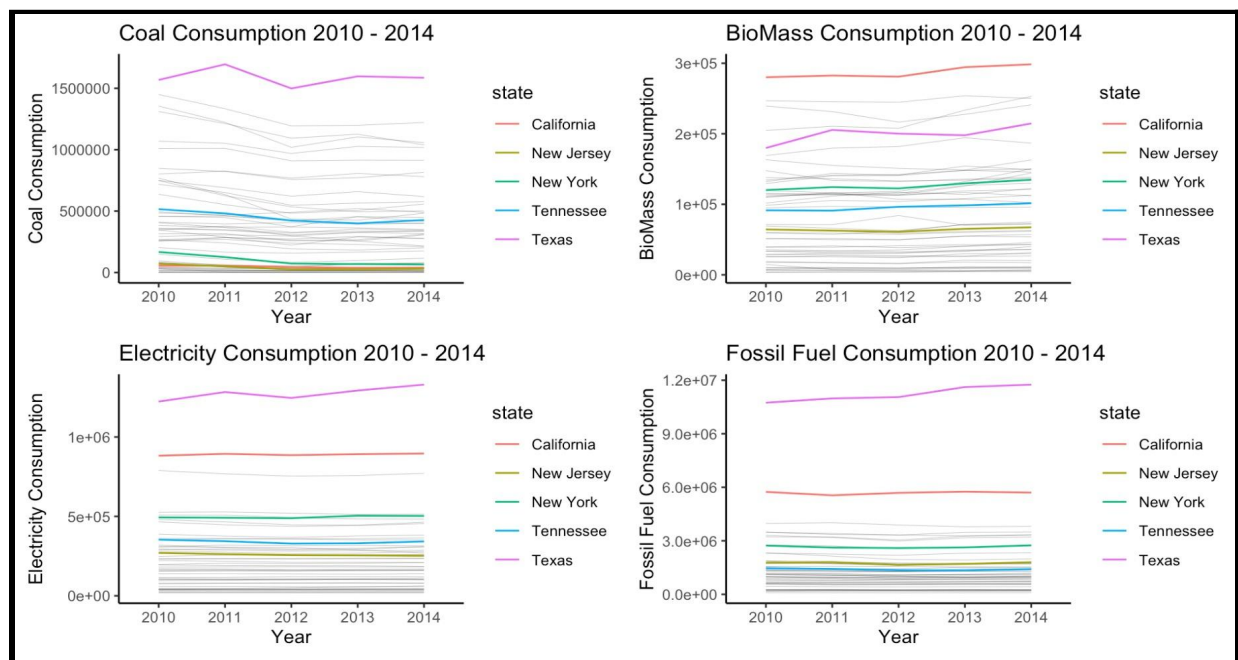 Coal Consumption 2010 - 2014
Coal Consumption
1500000
1000000
500000
0
2010 2011 2012 2013 2014
Year
state
California
New Jersey
New York
Tennessee
Texas
BioMass Consumption 2010 - 2014
BioMass Consumption
3e+05
2e+05
1e+05
0e+00
2010 2011 2012 2013 2014
Year
state
California
New Jersey
New York
Tennessee
Texas
Electricity Consumption 2010 - 2014
Electricity Consumption
1e+06
5e+05
0e+00
2010 2011 2012 2013 2014
Year
state
California
New Jersey
New York
Tennessee
Texas
Fossil Fuel Consumption 2010 - 2014
Fossil Fuel Consumption
1.2e+07
9.0e+06
6.0e+06
3.0e+06
0.0e+00
2010 2011 2012 2013 2014
Year
state
California
New Jersey
New York
Tennessee
Texas